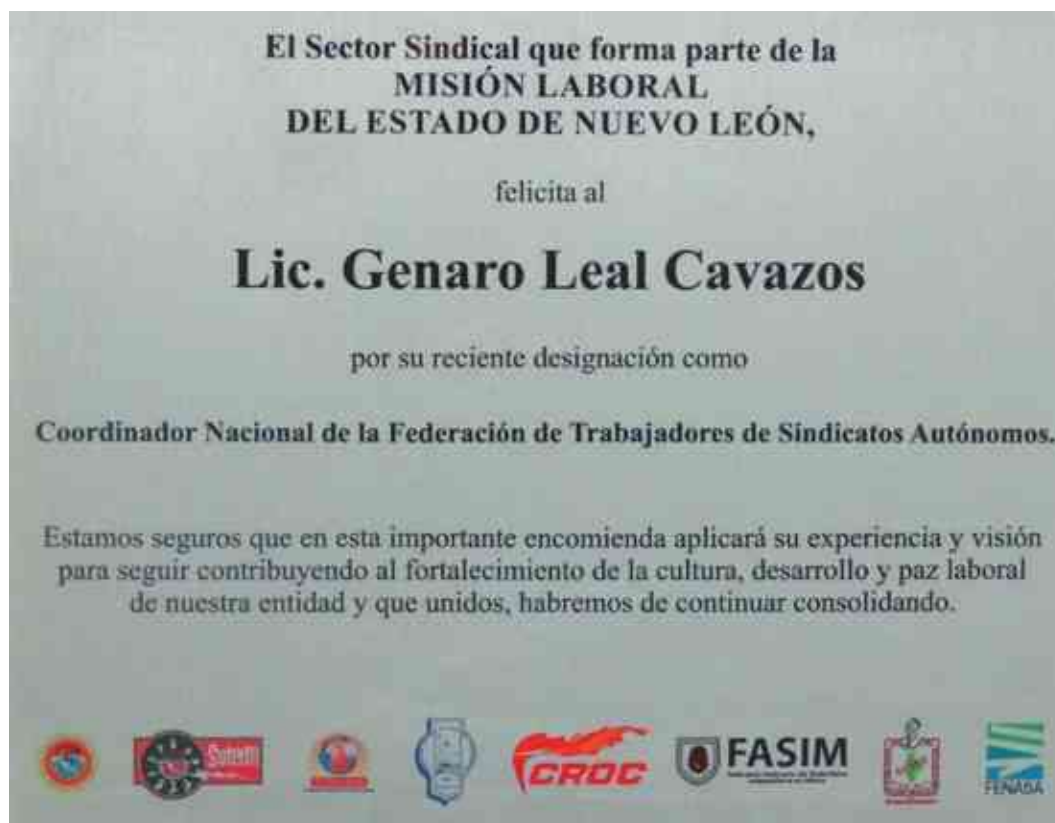 El Sector Sindical que forma parte de la
MISIÓN LABORAL
DEL ESTADO DE NUEVO LEÓN,
felicita al
Lic. Genaro Leal Cavazos
por su reciente designación como
Coordinador Nacional de la Federación de Trabajadores de Sindicatos Autónomos.
Estamos seguros que en esta importante encomienda aplicará su experiencia y visión
para seguir contribuyendo al fortalecimiento de la cultura, desarrollo y paz laboral
de nuestra entidad y que unidos, habremos de continuar consolidando.
CROC
FASIM
FENASA